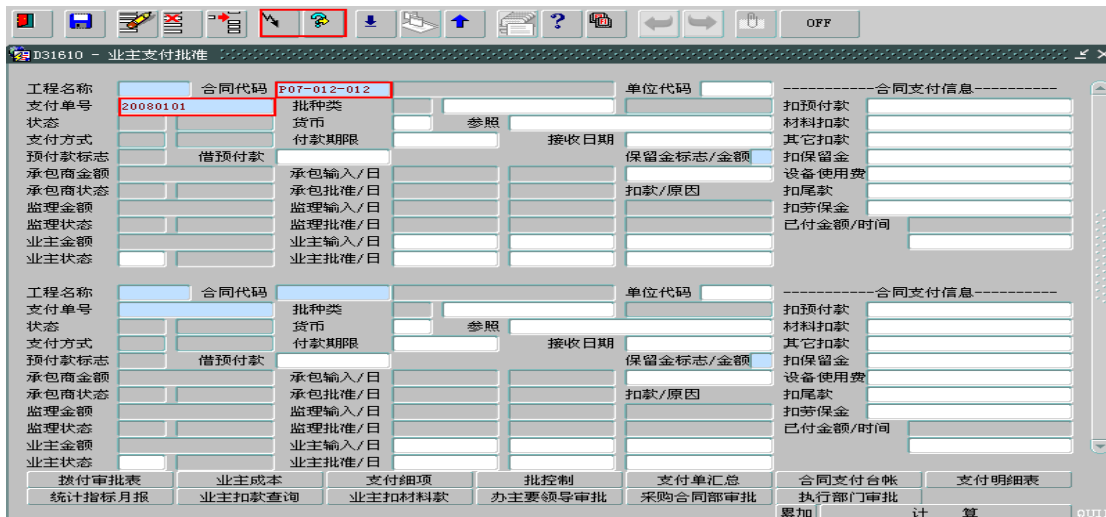 OFF
D31610 - 业主支付批准
工程名称 合同代码 P07-012-012 单位代码 -----------合同支付信息----------
支付单号 20080101 批种类 扣预付款
状态 货币 参照 材料扣款
支付方式 付款期限 接收日期 其它扣款
预付款标志 借预付款 保留金标志/金额 扣保留金
承包商金额 承包输入/日 设备使用费
承包商状态 承包批准/日 扣款/原因 扣尾款
监理金额 监理输入/日 扣劳保金
监理状态 监理批准/日 已付金额/时间
业主金额 业主输入/日
业主状态 业主批准/日
工程名称 合同代码 单位代码 -----------合同支付信息----------
支付单号 批种类 扣预付款
状态 货币 参照 材料扣款
支付方式 付款期限 接收日期 其它扣款
预付款标志 借预付款 保留金标志/金额 扣保留金
承包商金额 承包输入/日 设备使用费
承包商状态 承包批准/日 扣款/原因 扣尾款
监理金额 监理输入/日 扣劳保金
监理状态 监理批准/日 已付金额/时间
业主金额 业主输入/日
业主状态 业主批准/日
拨付审批表 业主成本 支付细项 批控制 支付单汇总 合同支付台帐 支付明细表
统计指标月报 业主扣款查询 业主扣材料款 办主要领导审批 采购合同部审批 执行部门审批
累加 计 算